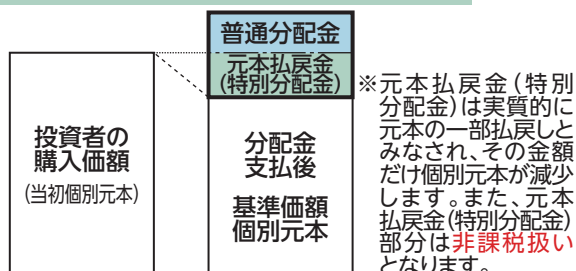 普通分配金
元本払戻金
(特別分配金)
投資者の
購入価額
(当初個別元本)
分配金
支払後
基準価額
個別元本
※元本払戻金(特別
分配金)は実質的に
元本の一部払戻しと
みなされ、その金額
だけ個別元本が減少
します。また、元本
払戻金(特別分配金)
部分は非課税扱い
となります。